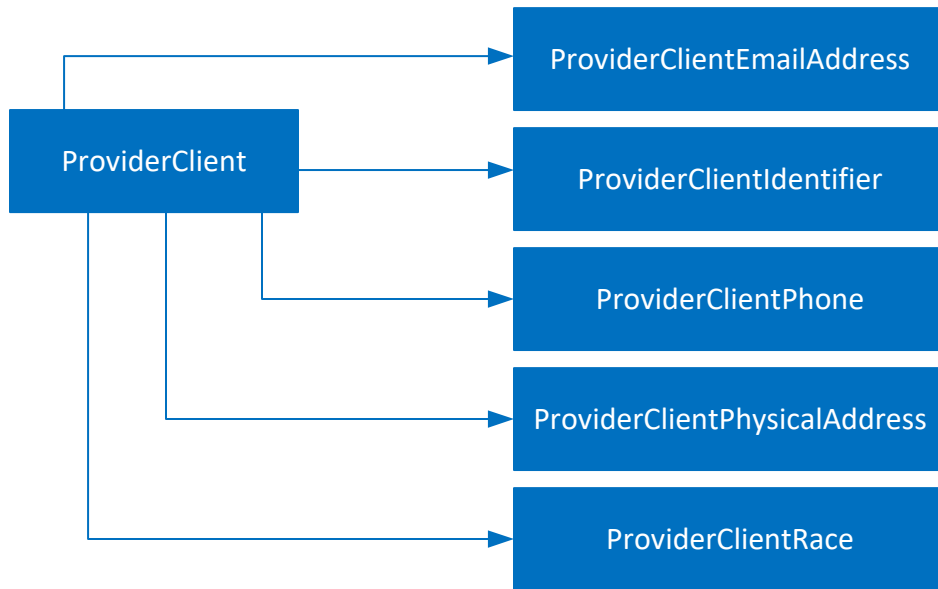 ProviderClientEmailAddress
ProviderClient
ProviderClientIdentifier
ProviderClientPhone
ProviderClientPhysicalAddress
ProviderClientRace